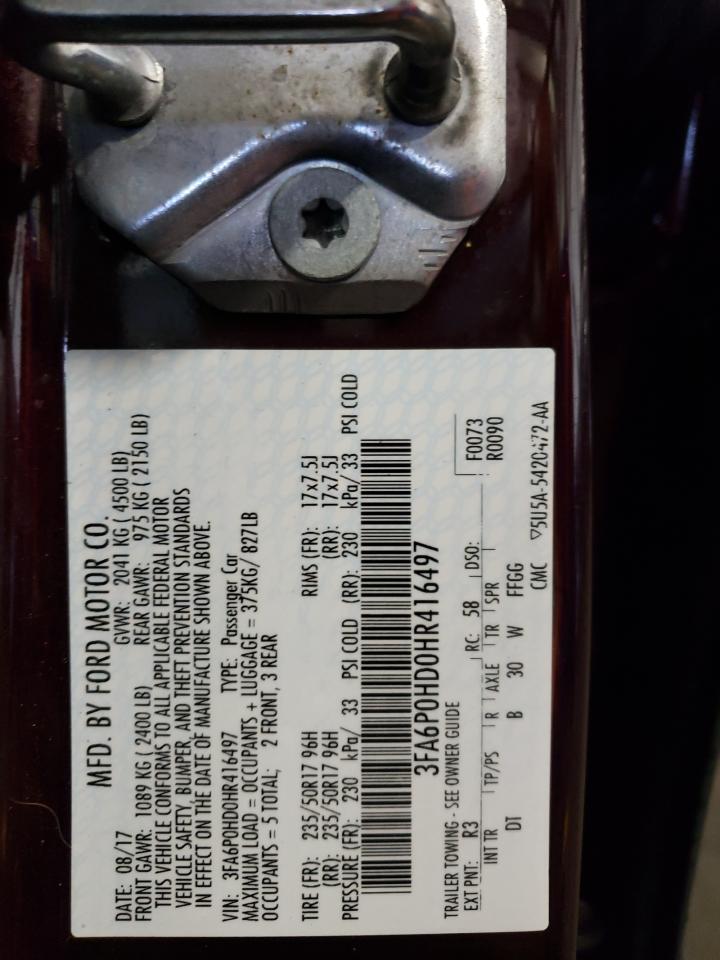 MFD. BY FORD MOTOR CO.
DATE: 08/17 GVWR: 2041 KG ( 4500 LB)
FRONT GAWR: 1089 KG ( 2400 LB) REAR GAWR: 975 KG ( 2150 LB)
THIS VEHICLE CONFORMS TO ALL APPLICABLE FEDERAL MOTOR
VEHICLE SAFETY, BUMPER, AND THEFT PREVENTION STANDARDS
IN EFFECT ON THE DATE OF MANUFACTURE SHOWN ABOVE.
VIN: 3FA6P0HD0HR416497 TYPE: Passenger Car
MAXIMUM LOAD = OCCUPANTS + LUGGAGE = 375KG/ 827LB
OCCUPANTS = 5 TOTAL; 2 FRONT, 3 REAR
TIRE (FR): 235/50R17 96H RIMS (FR): 17x7.5J
(RR): 235/50R17 96H (RR): 17x7.5J
PRESSURE (FR): 230 kPa/ 33 PSI COLD (RR): 230 kPa/ 33 PSI COLD
3FA6P0HD0HR416497
F0073
TRAILER TOWING - SEE OWNER GUIDE R0090
EXT PNT: R3 RC: 58 DSO:
INT TR TP/PS R AXLE TR SPR
DT B 30 W FFGG
CMC ▽5U5A-5420472-AA